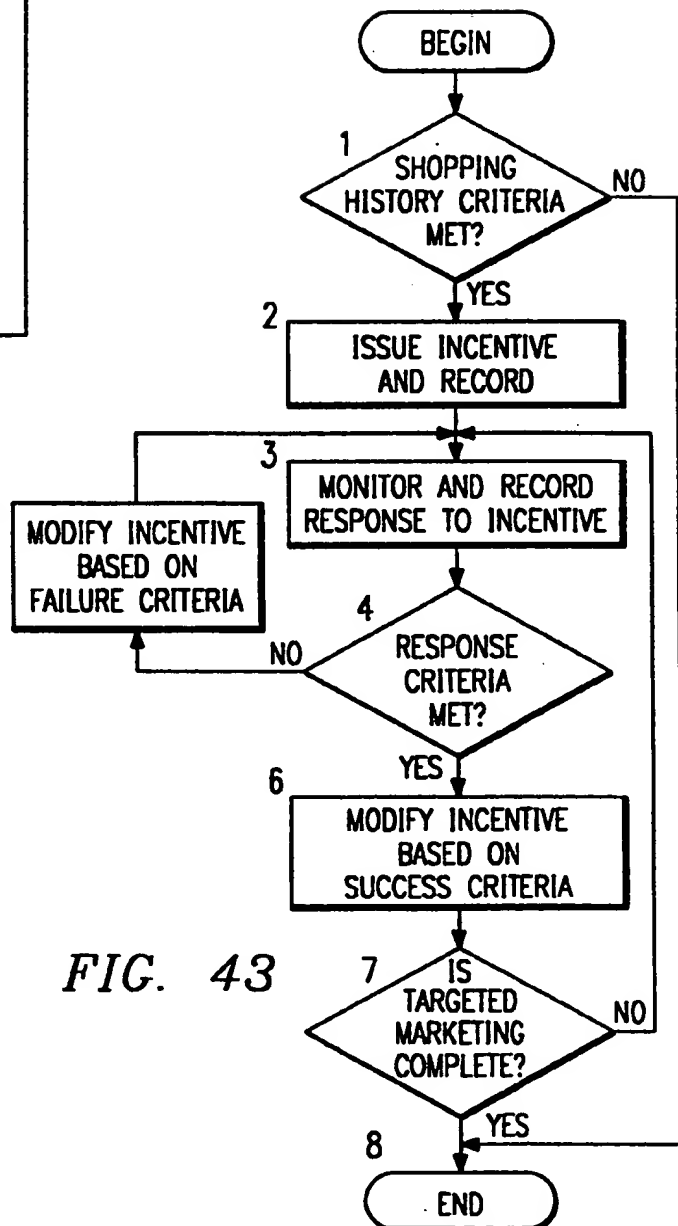 BEGIN
1
SHOPPING
HISTORY CRITERIA
MET?
NO
YES
2
ISSUE INCENTIVE
AND RECORD
3
MONITOR AND RECORD
RESPONSE TO INCENTIVE
MODIFY INCENTIVE
BASED ON
FAILURE CRITERIA
4
NO
RESPONSE
CRITERIA
MET?
YES
6
MODIFY INCENTIVE
BASED ON
SUCCESS CRITERIA
FIG. 43
7
IS
TARGETED
MARKETING
COMPLETE?
NO
YES
8
END